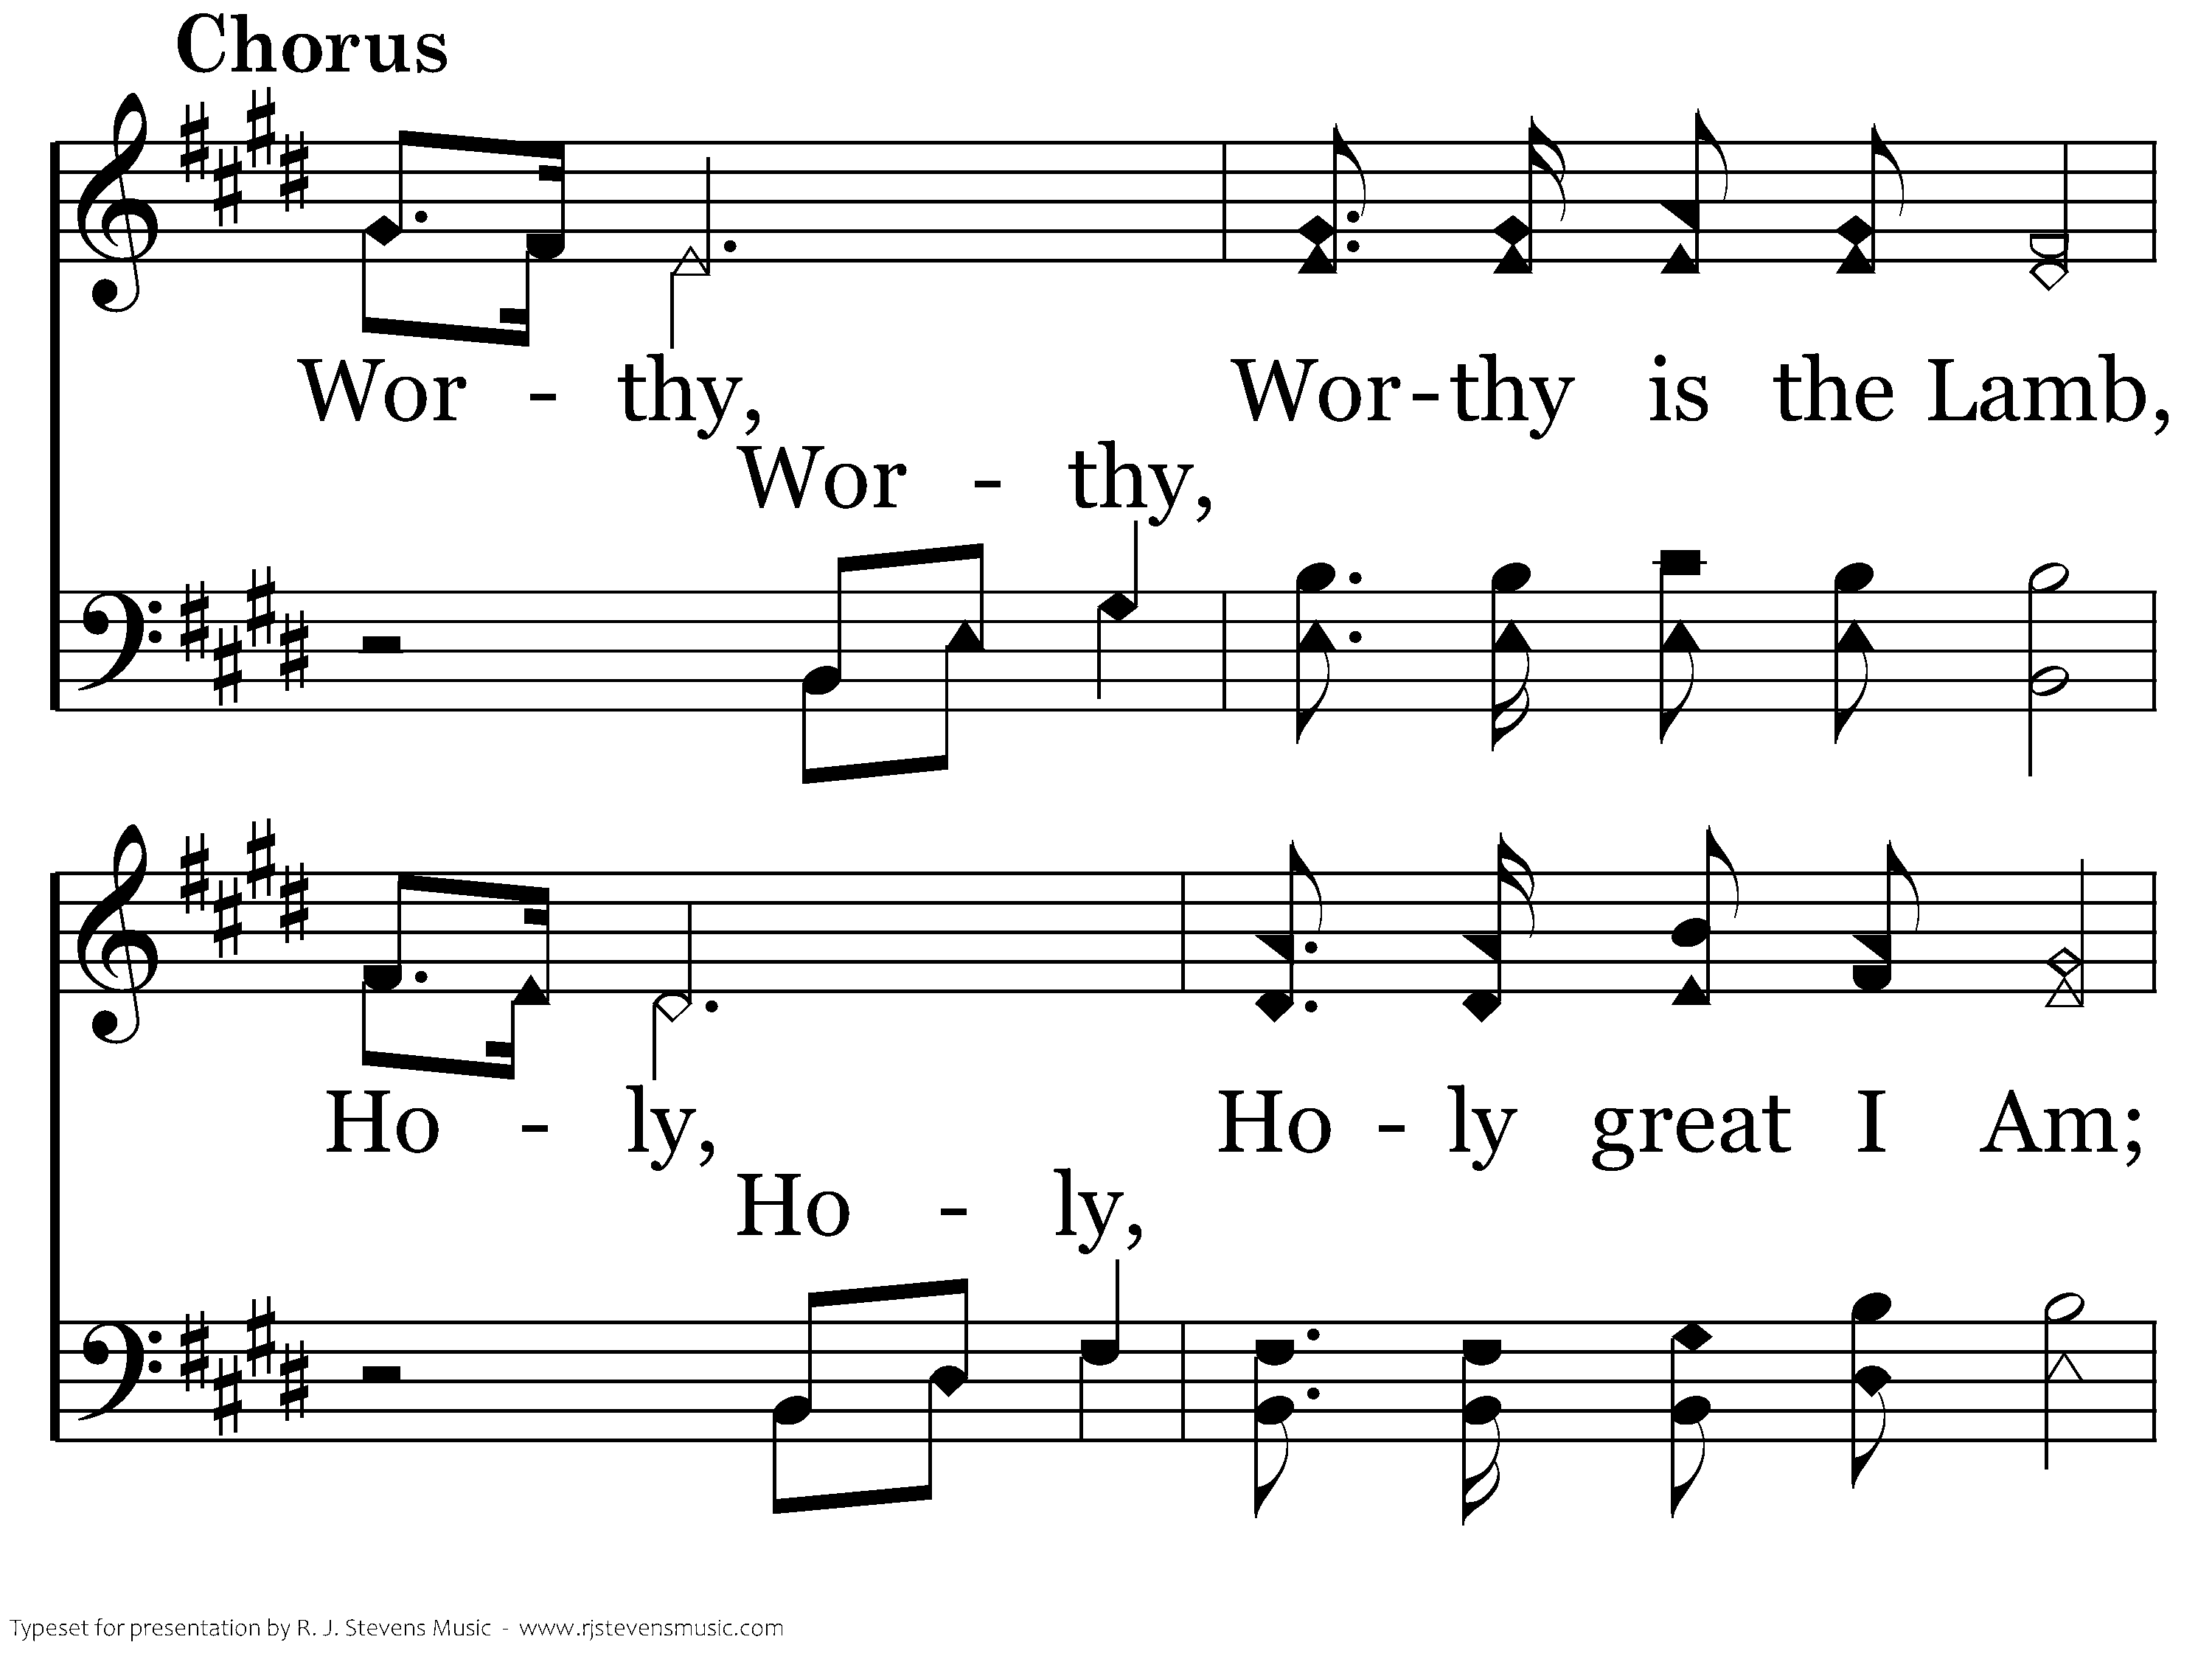 Chorus
Wor - thy, Wor-thy is the Lamb,
Wor - thy,
Ho - ly, Ho - ly great I Am;
Ho - ly,
Typeset for presentation by R. J. Stevens Music - www.rjstevensmusic.com